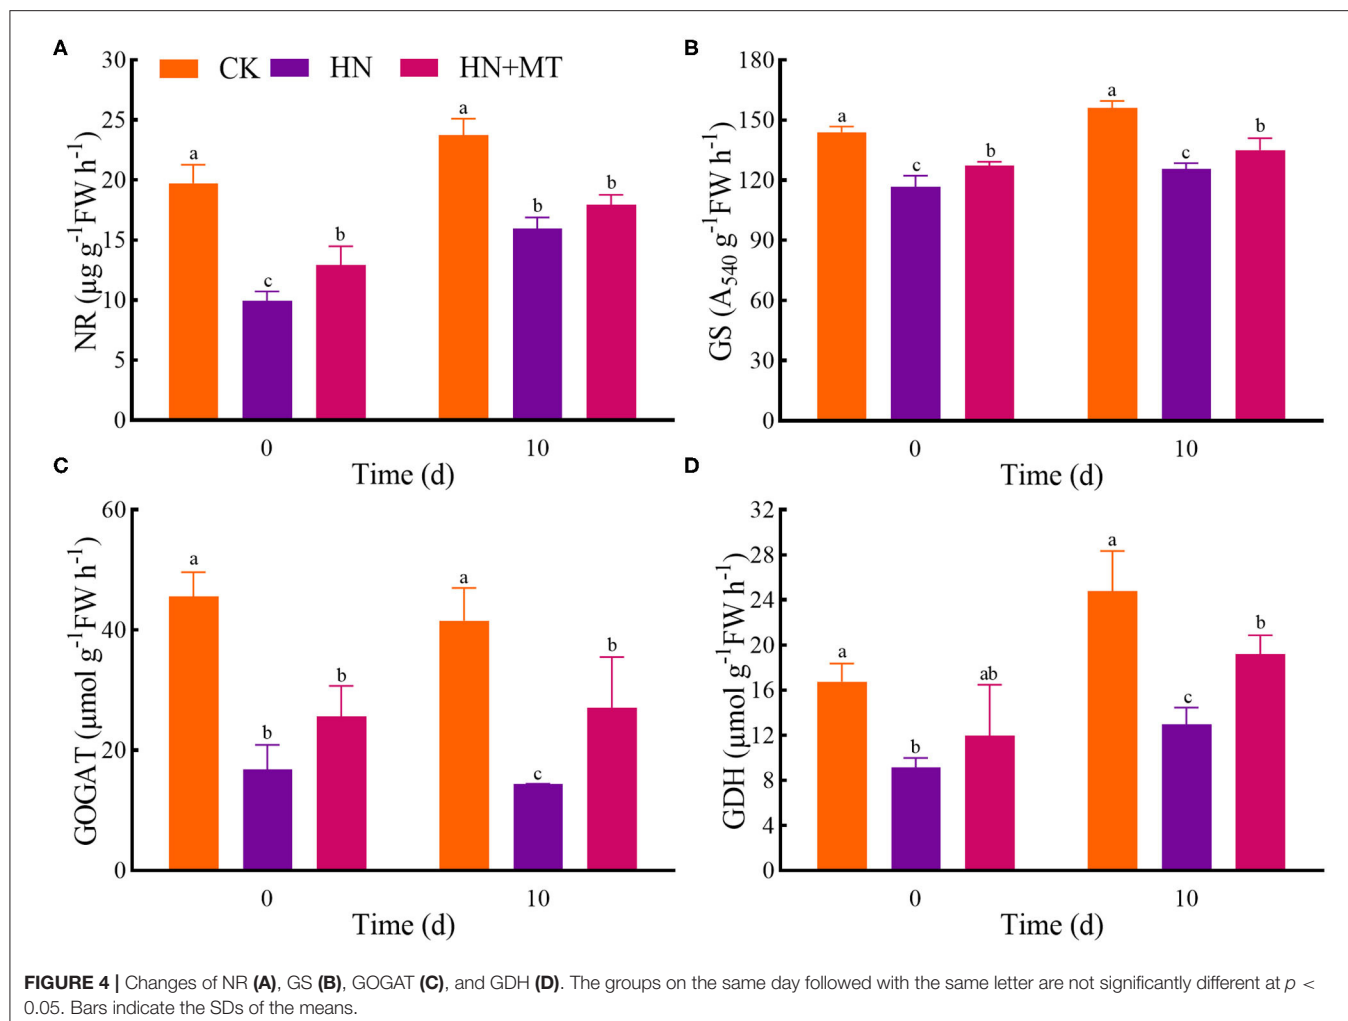 A
30
25
20
15
10
5
0
NR (µg g⁻¹FW h⁻¹)
CK
HN
HN+MT
a
c
b
a
b
b
0
10
Time (d)
B
180
150
120
90
60
30
0
GS (A₅₄₀ g⁻¹FW h⁻¹)
a
c
b
a
c
b
0
10
Time (d)
C
60
40
20
0
GOGAT (µmol g⁻¹FW h⁻¹)
a
b
b
a
c
b
0
10
Time (d)
D
32
28
24
20
16
12
8
4
0
GDH (µmol g⁻¹FW h⁻¹)
a
b
ab
a
c
b
0
10
Time (d)
FIGURE 4 | Changes of NR (A), GS (B), GOGAT (C), and GDH (D). The groups on the same day followed with the same letter are not significantly different at p <
0.05. Bars indicate the SDs of the means.